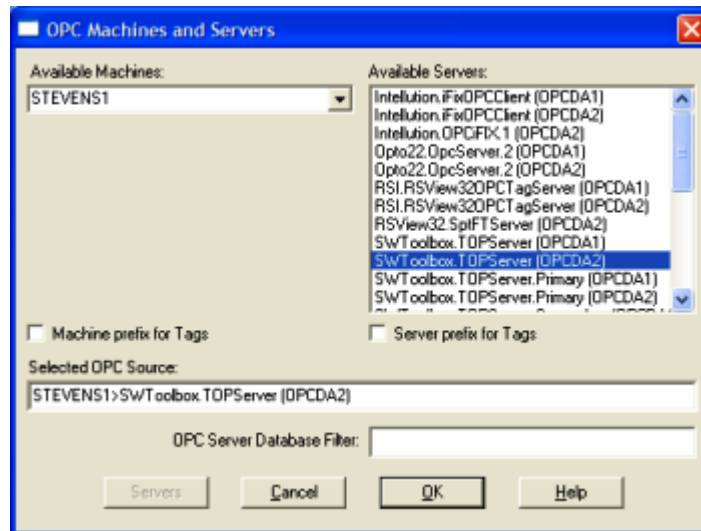 OPC Machines and Servers
Available Machines:
STEVENS1
Available Servers:
Intellution.iFixOPCClient (OPCDA1)
Intellution.iFixOPCClient (OPCDA2)
Intellution.OPCiFIX.1 (OPCDA2)
Opto22.OpcServer.2 (OPCDA1)
Opto22.OpcServer.2 (OPCDA2)
RSI.RSView32OPCTagServer (OPCDA1)
RSI.RSView32OPCTagServer (OPCDA2)
RSView32.SptFTServer (OPCDA2)
SWToolbox.TOPServer (OPCDA1)
SWToolbox.TOPServer (OPCDA2)
SWToolbox.TOPServer.Primary (OPCDA1)
SWToolbox.TOPServer.Primary (OPCDA2)
Machine prefix for Tags
Server prefix for Tags
Selected OPC Source:
STEVENS1>SWToolbox.TOPServer (OPCDA2)
OPC Server Database Filter:
Servers
Cancel
OK
Help